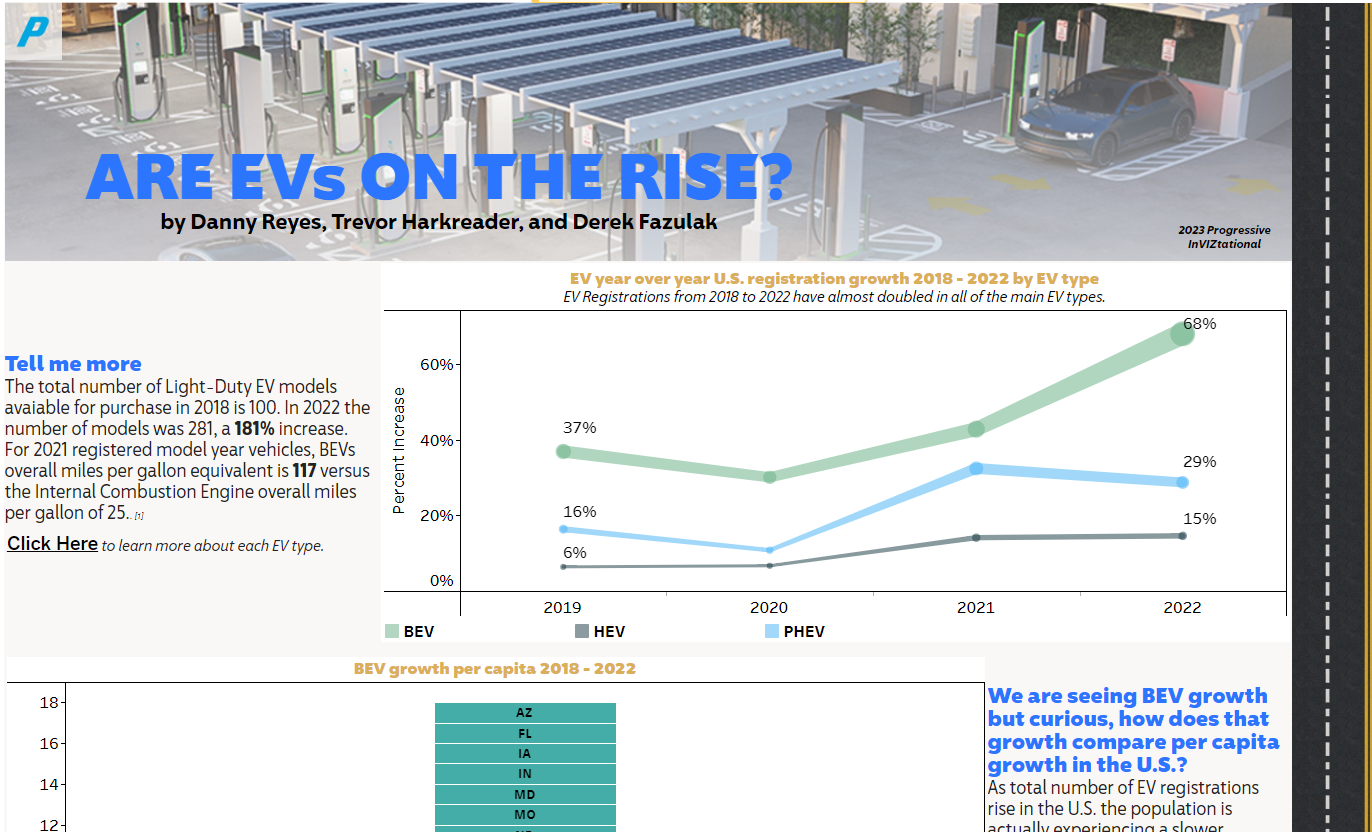 P
ARE EVs ON THE RISE?
by Danny Reyes, Trevor Harkreader, and Derek Fazulak
2023 Progressive
InVIZtational
EV year over year U.S. registration growth 2018 - 2022 by EV type
EV Registrations from 2018 to 2022 have almost doubled in all of the main EV types.
Tell me more
The total number of Light-Duty EV models
avaiable for purchase in 2018 is 100. In 2022 the
number of models was 281, a 181% increase.
For 2021 registered model year vehicles, BEVs
overall miles per gallon equivalent is 117 versus
the Internal Combustion Engine overall miles
per gallon of 25.. [1]
Click Here to learn more about each EV type.
Percent Increase
60%
40%
20%
0%
68%
37%
29%
16%
15%
6%
2019 2020 2021 2022
BEV HEV PHEV
BEV growth per capita 2018 - 2022
18
16
14
12
AZ
FL
IA
IN
MD
MO
We are seeing BEV growth
but curious, how does that
growth compare per capita
growth in the U.S.?
As total number of EV registrations
rise in the U.S. the population is
actually experiencing a slower